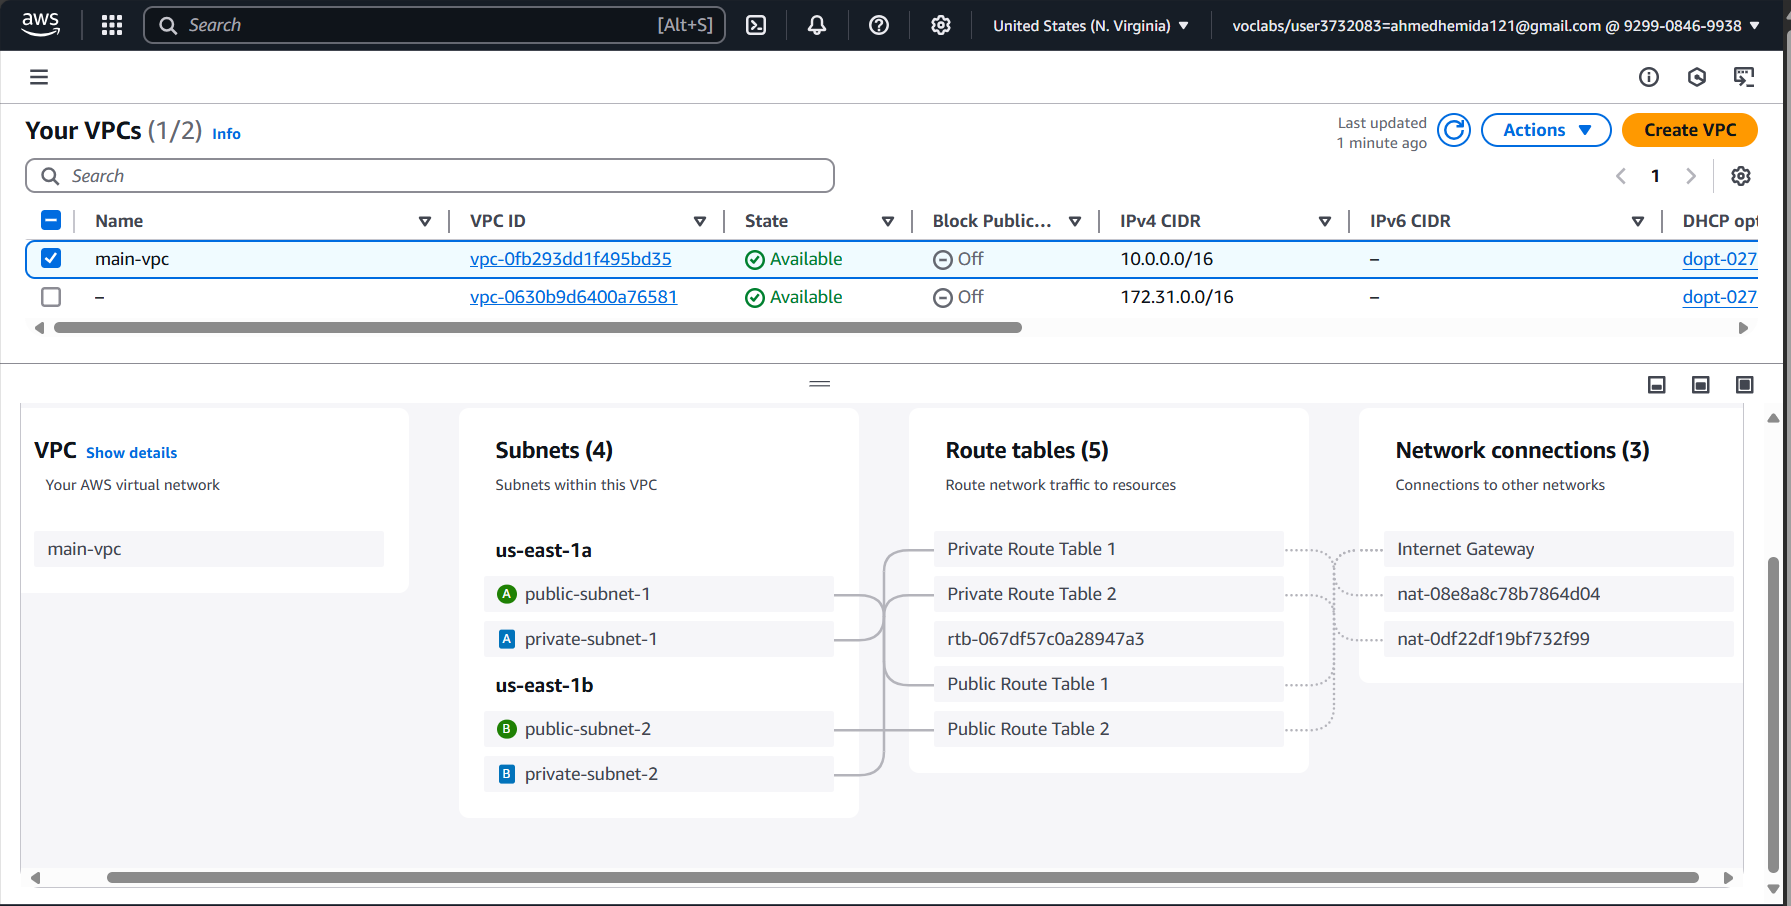 aws
Search [Alt+S]
United States (N. Virginia)
voclabs/user3732083=ahmedhemida121@gmail.com @ 9299-0846-9938
Your VPCs (1/2) Info
Last updated
1 minute ago
Actions
Create VPC
Search
1
Name VPC ID State Block Public... IPv4 CIDR IPv6 CIDR DHCP opt
main-vpc vpc-0fb293dd1f495bd35 Available Off 10.0.0.0/16 – dopt-027
– vpc-0630b9d6400a76581 Available Off 172.31.0.0/16 – dopt-027
VPC Show details
Your AWS virtual network
main-vpc
Subnets (4)
Subnets within this VPC
us-east-1a
A public-subnet-1
A private-subnet-1
us-east-1b
B public-subnet-2
B private-subnet-2
Route tables (5)
Route network traffic to resources
Private Route Table 1
Private Route Table 2
rtb-067df57c0a28947a3
Public Route Table 1
Public Route Table 2
Network connections (3)
Connections to other networks
Internet Gateway
nat-08e8a8c78b7864d04
nat-0df22df19bf732f99